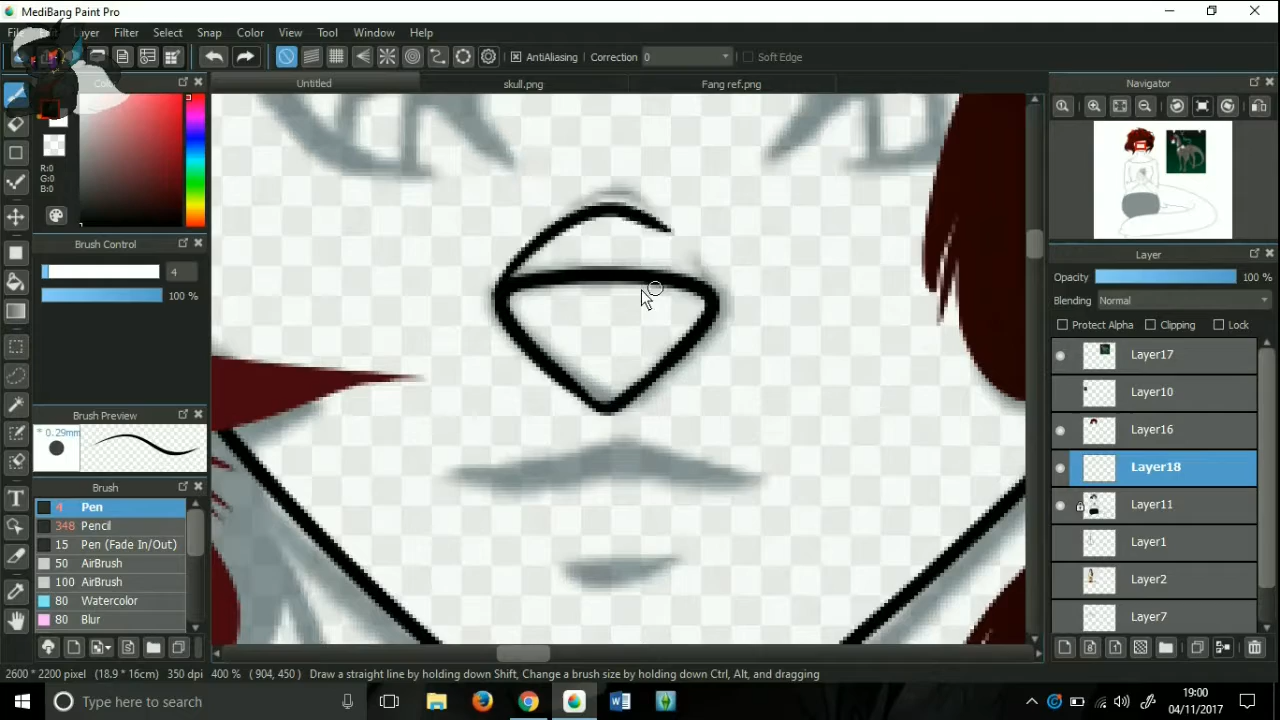 MediBang Paint Pro
File Layer Filter Select Snap Color View Tool Window Help
AntiAliasing Correction 0 Soft Edge
Untitled skull.png Fang ref.png
R:0
G:0
B:0
Brush Control
4
100 %
Brush Preview
* 0.29mm
Brush
4 Pen
348 Pencil
15 Pen (Fade In/Out)
50 AirBrush
100 AirBrush
80 Watercolor
80 Blur
Navigator
Layer
Opacity 100 %
Blending Normal
Protect Alpha Clipping Lock
Layer17
Layer10
Layer16
Layer18
Layer11
Layer1
Layer2
Layer7
2600 * 2200 pixel (18.9 * 16cm) 350 dpi 400 % ( 904, 450 ) Draw a straight line by holding down Shift, Change a brush size by holding down Ctrl, Alt, and dragging
Type here to search
19:00
04/11/2017